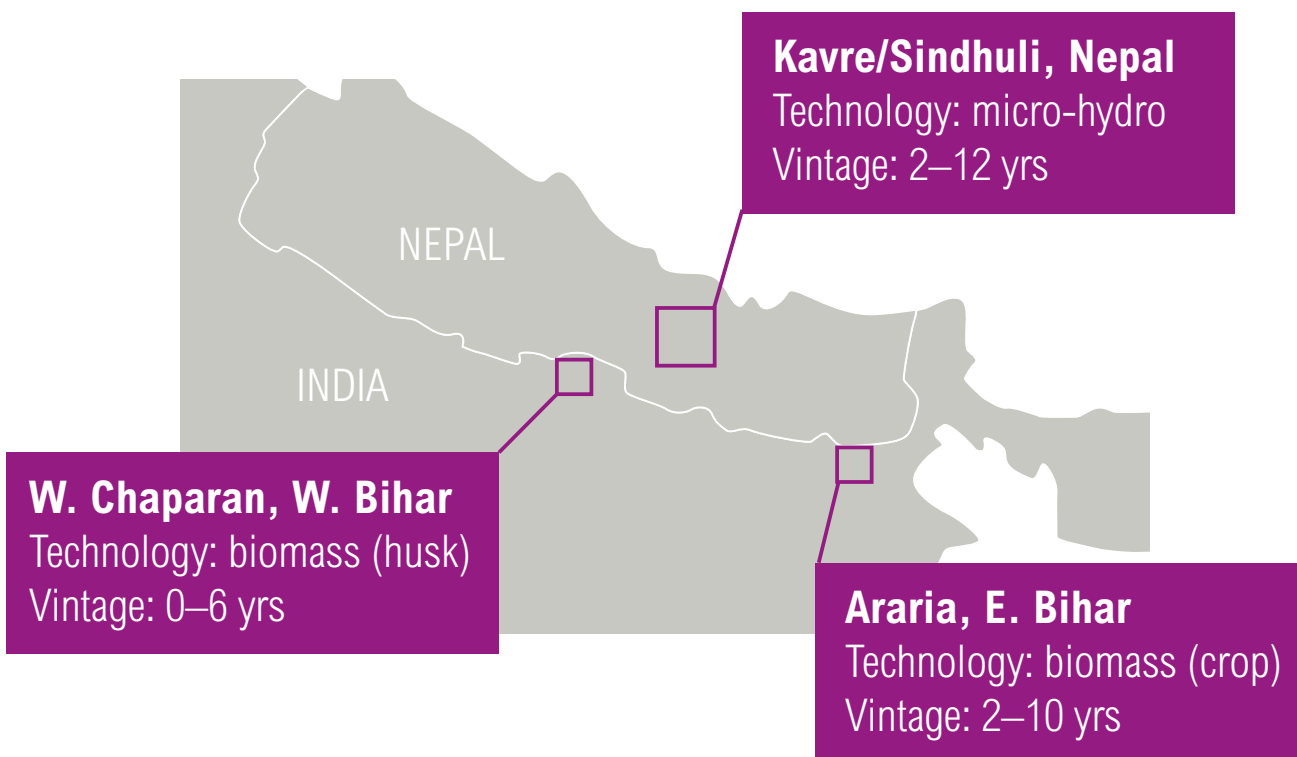 Kavre/Sindhuli, Nepal
Technology: micro-hydro
Vintage: 2–12 yrs
NEPAL
INDIA
W. Chaparan, W. Bihar
Technology: biomass (husk)
Vintage: 0–6 yrs
Araria, E. Bihar
Technology: biomass (crop)
Vintage: 2–10 yrs